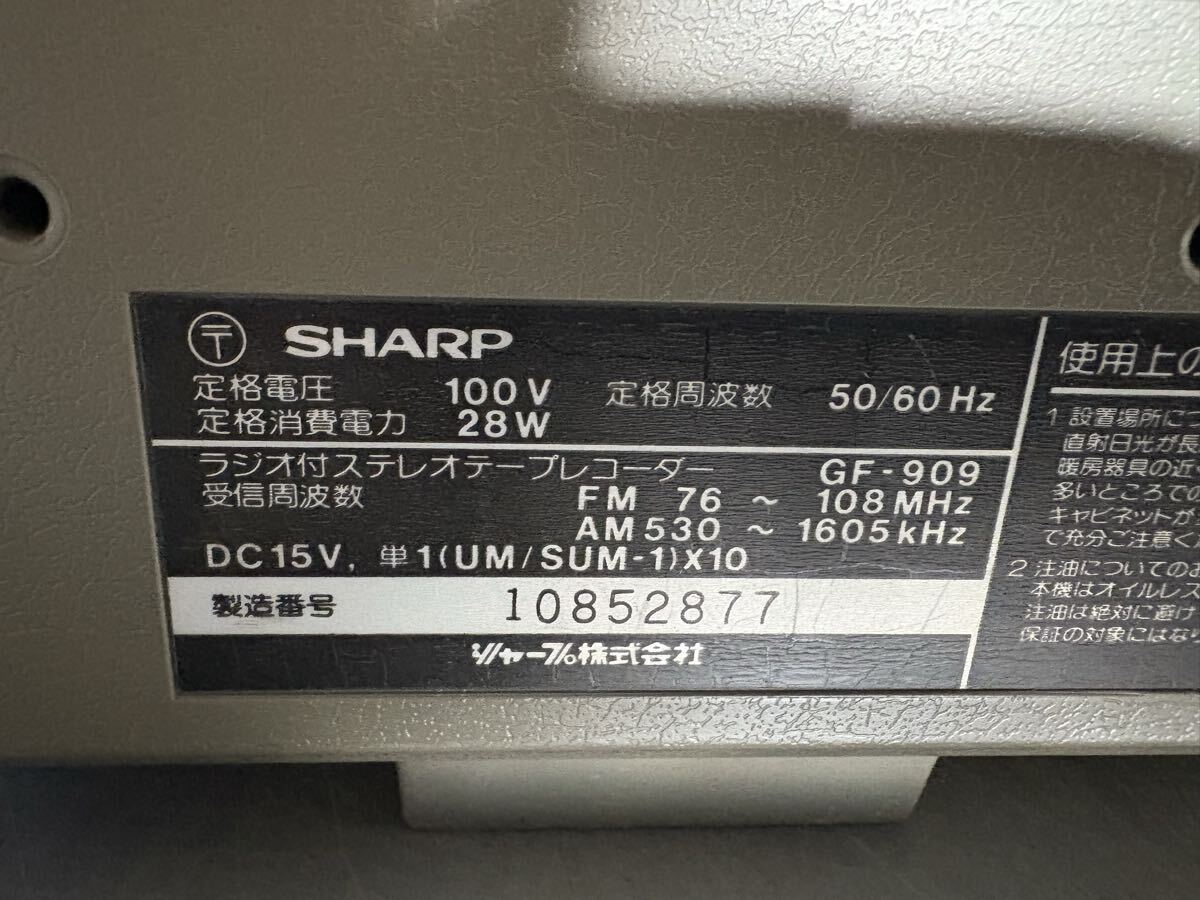 〒 SHARP
定格電圧 100V 定格周波数 50/60Hz
定格消費電力 28W
ラジオ付ステレオテープレコーダー GF-909
受信周波数 FM 76 ~ 108MHz
AM 530 ~ 1605kHz
DC15V, 単1(UM/SUM-1)X10
製造番号 10852877
シャープ株式会社
使用上の
1 設置場所につ
直射日光が長
暖房器具の近
多いところでの
キャビネットが
で充分ご注意くだ
2 注油についてのお
本機はオイルレス
注油は絶対に避け
保証の対象にはな